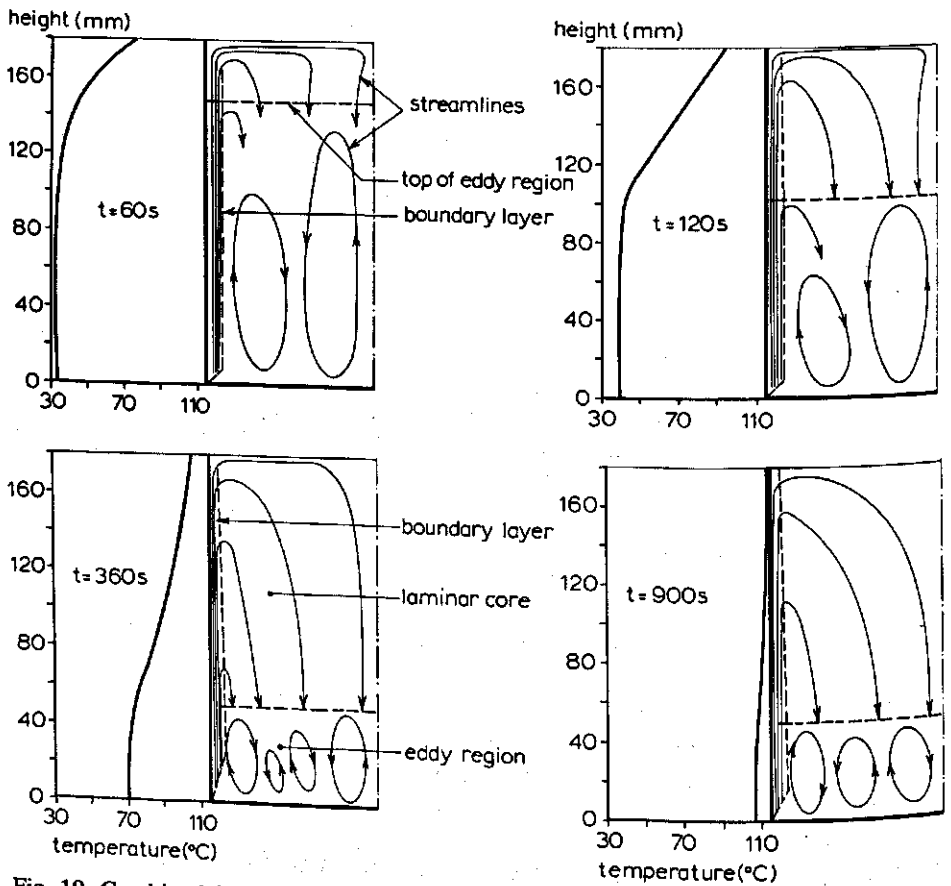 height (mm)
160
120
80
40
0
30 70 110
t=60s
streamlines
top of eddy region
boundary layer
height (mm)
160
120
80
40
0
30 70 110
t=120s
160
120
80
40
0
30 70 110
temperature(°C)
t=360s
boundary layer
laminar core
eddy region
160
120
80
40
0
30 70 110
temperature(°C)
t=900s
Fig. 10